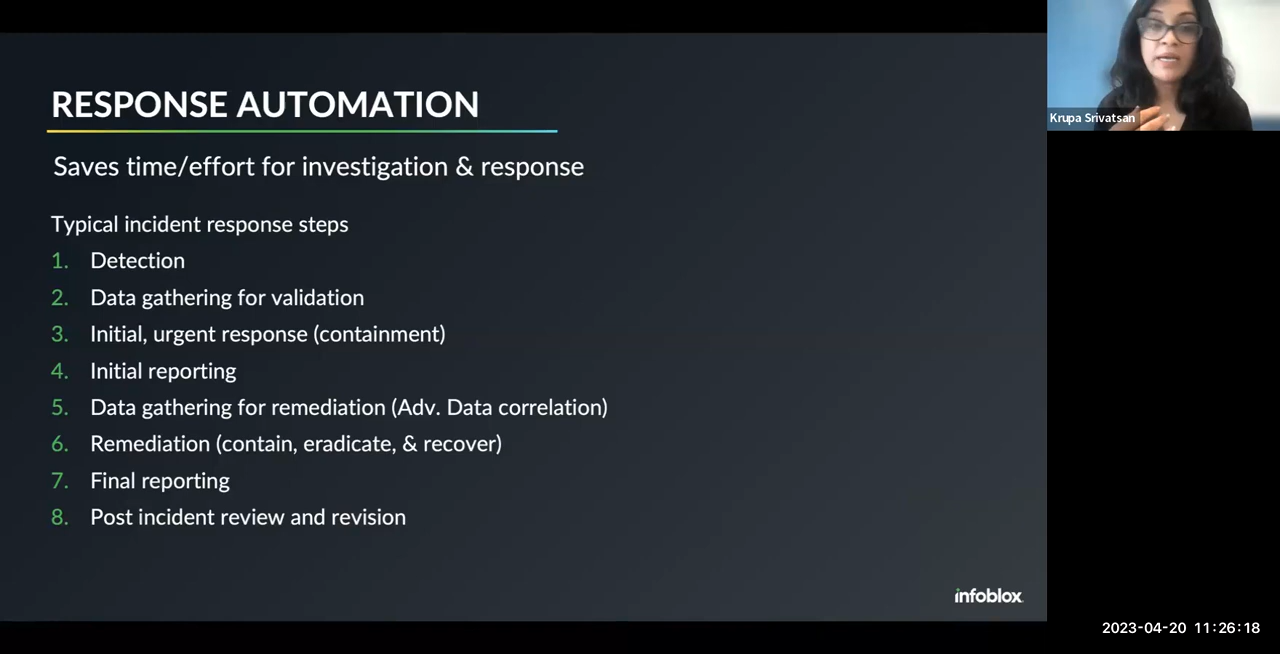 RESPONSE AUTOMATION
Saves time/effort for investigation & response
Typical incident response steps
1. Detection
2. Data gathering for validation
3. Initial, urgent response (containment)
4. Initial reporting
5. Data gathering for remediation (Adv. Data correlation)
6. Remediation (contain, eradicate, & recover)
7. Final reporting
8. Post incident review and revision
infoblox
Krupa Srivatsan
2023-04-20 11:26:18